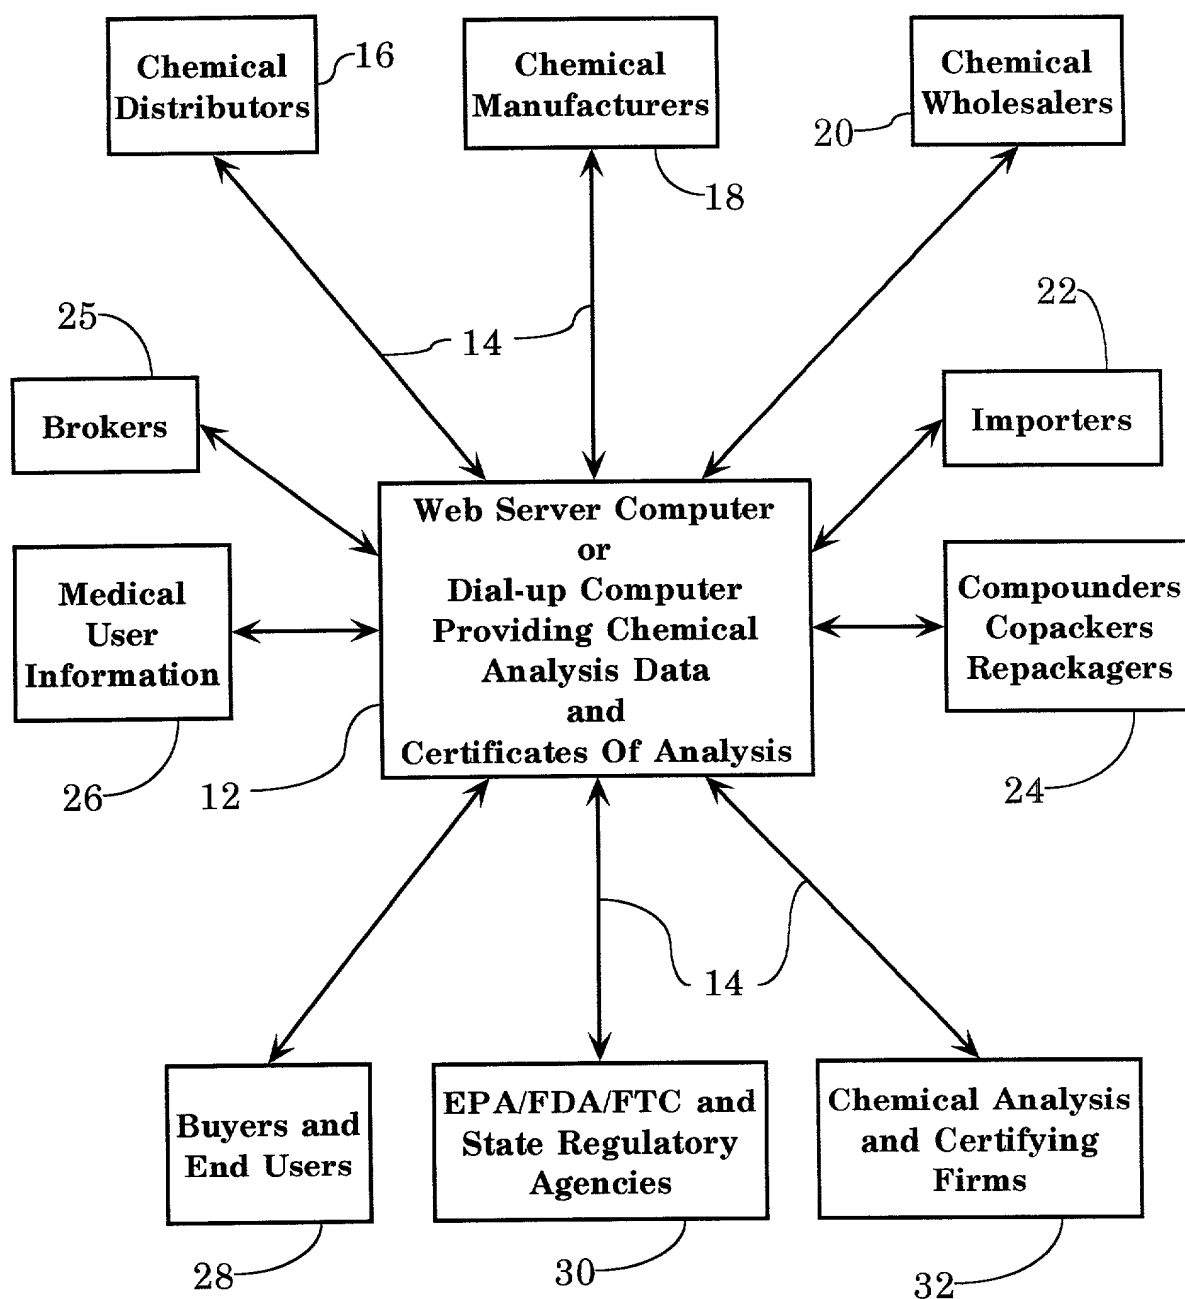 Chemical
Distributors
16
Chemical
Manufacturers
18
Chemical
Wholesalers
20
14
25
Brokers
22
Importers
Web Server Computer
or
Dial-up Computer
Providing Chemical
Analysis Data
and
Certificates Of Analysis
12
Medical
User
Information
26
Compounders
Copackers
Repackagers
24
14
Buyers and
End Users
28
EPA/FDA/FTC and
State Regulatory
Agencies
30
Chemical Analysis
and Certifying
Firms
32